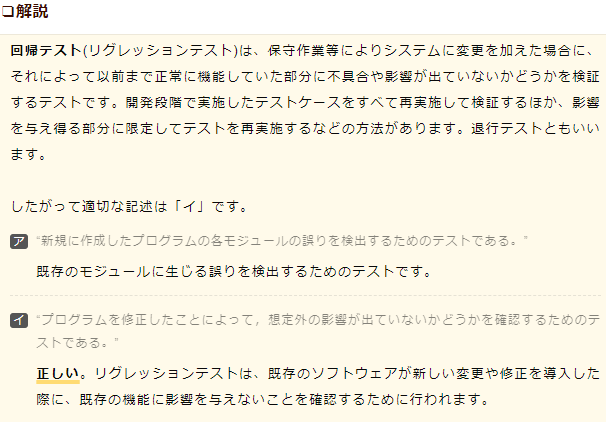 ❏解説
回帰テスト(リグレッションテスト)は、保守作業等によりシステムに変更を加えた場合に、
それによって以前まで正常に機能していた部分に不具合や影響が出ていないかどうかを検証
するテストです。開発段階で実施したテストケースをすべて再実施して検証するほか、影響
を与え得る部分に限定してテストを再実施するなどの方法があります。退行テストともいい
ます。
したがって適切な記述は「イ」です。
ア “新規に作成したプログラムの各モジュールの誤りを検出するためのテストである。”
既存のモジュールに生じる誤りを検出するためのテストです。
イ “プログラムを修正したことによって，想定外の影響が出ていないかどうかを確認するためのテ
ストである。”
正しい。リグレッションテストは、既存のソフトウェアが新しい変更や修正を導入し​た
際に、既存の機能に影響を与えないことを確認するために行われます。